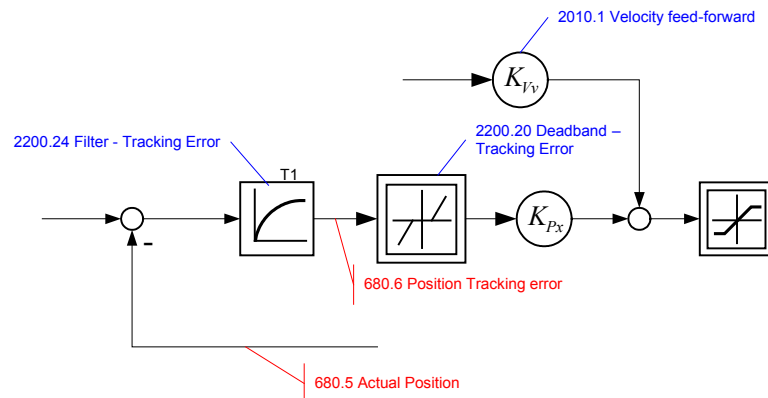 2010.1 Velocity feed-forward
K_Vv
2200.24 Filter - Tracking Error
2200.20 Deadband –
Tracking Error
T1
K_Px
-
680.6 Position Tracking error
680.5 Actual Position